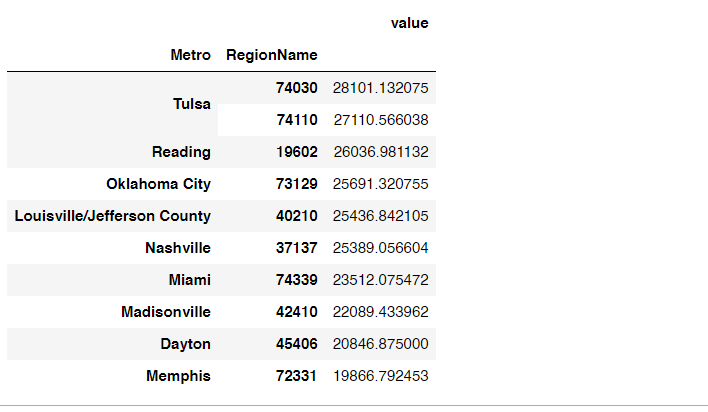 value
Metro RegionName
Tulsa 74030 28101.132075
74110 27110.566038
Reading 19602 26036.981132
Oklahoma City 73129 25691.320755
Louisville/Jefferson County 40210 25436.842105
Nashville 37137 25389.056604
Miami 74339 23512.075472
Madisonville 42410 22089.433962
Dayton 45406 20846.875000
Memphis 72331 19866.792453